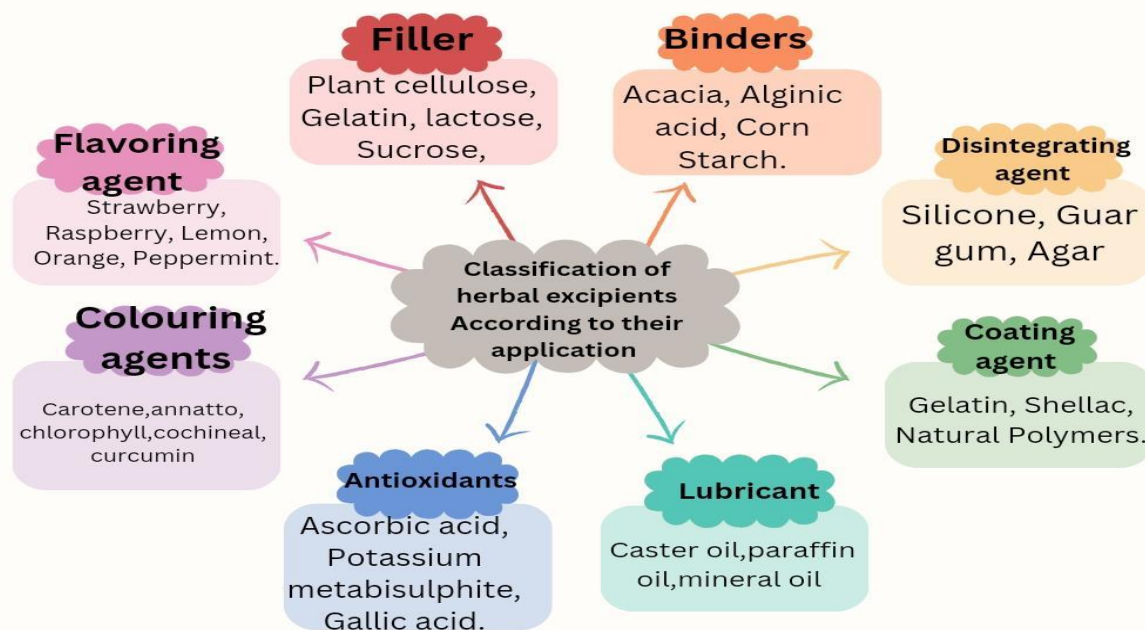 Filler
Plant cellulose,
Gelatin, lactose,
Sucrose,
Binders
Acacia, Alginic
acid, Corn
Starch.
Flavoring
agent
Strawberry,
Raspberry, Lemon,
Orange, Peppermint.
Disintegrating
agent
Silicone, Guar
gum, Agar
Classification of
herbal excipients
According to their
application
Colouring
agents
Carotene,annatto,
chlorophyll,cochineal,
curcumin
Coating
agent
Gelatin, Shellac,
Natural Polymers.
Antioxidants
Ascorbic acid,
Potassium
metabisulphite,
Gallic acid.
Lubricant
Caster oil,paraffin
oil,mineral oil